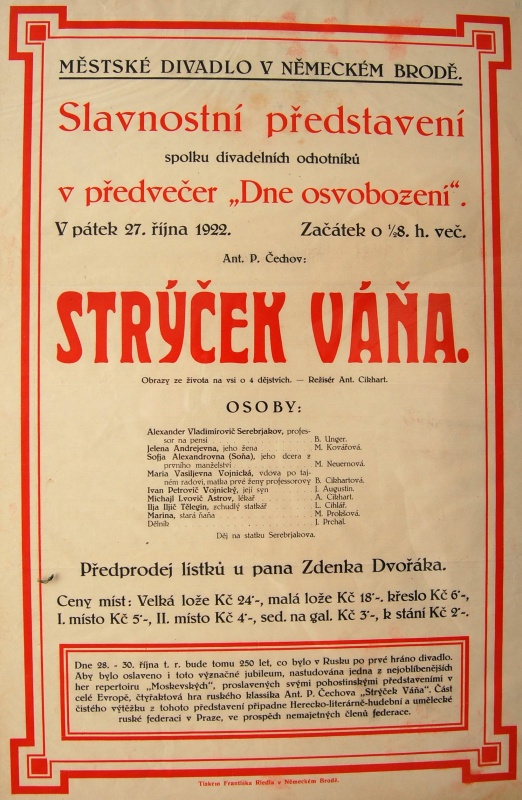 MĚSTSKÉ DIVADLO V NĚMECKÉM BRODĚ.
Slavnostní představení
spolku divadelních ochotníků
v předvečer „Dne osvobození“.
V pátek 27. října 1922. Začátek o ½8. h. več.
Ant. P. Čechov:
STRÝČEK VÁŇA.
Obrazy ze života na vsi o 4 dějstvích. — Režisér Ant. Cikhart.
OSOBY:
Alexander Vladimirovič Serebrjakov, profes-
sor na pensi B. Unger.
Jelena Andrejevna, jeho žena M. Kovářová.
Sofja Alexandrovna (Soňa), jeho dcera z
prvního manželství M. Neuernová.
Maria Vasiljevna Vojnická, vdova po taj-
ném radovi, matka prvé ženy professorovy B. Cikhartová.
Ivan Petrovič Vojnický, její syn J. Augustin.
Michajl Lvovič Astrov, lékař A. Cikhart.
Ilja Iljič Tělegin, zchudlý statkář L. Cihlář.
Marina, stará ňaňa M. Prokšová.
Dělník J. Prchal.
Děj na statku Serebrjakova.
Předprodej lístků u pana Zdenka Dvořáka.
Ceny míst: Velká lože Kč 24·-, malá lože Kč 18·-. křeslo Kč 6·-,
I. místo Kč 5·-, II. místo Kč 4·-, sed. na gal. Kč 3·-, k stání Kč 2·-.
Dne 28. - 30. října t. r. bude tomu 250 let, co bylo v Rusku po prvé hráno divadlo.
Aby bylo oslaveno i toto význačné jubileum, nastudována jedna z nejoblíbenějších
her repertoiru „Moskevských“, proslavených svými pohostinskými představeními v
celé Evropě, čtyřaktová hra ruského klassika Ant. P. Čechova „Strýček Váňa“. Část
čistého výtěžku z tohoto představení připadne Herecko-literárně-hudební a umělecké
ruské federaci v Praze, ve prospěch nemajetných členů federace.
Tiskem Františka Riedla v Německém Brodě.